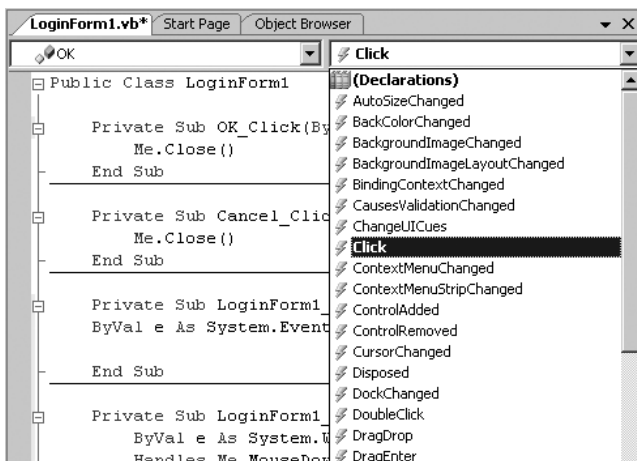 LoginForm1.vb* Start Page Object Browser
OK Click
Public Class LoginForm1
Private Sub OK_Click(By
Me.Close()
End Sub
Private Sub Cancel_Clic
Me.Close()
End Sub
Private Sub LoginForm1_
ByVal e As System.Event
End Sub
Private Sub LoginForm1_
ByVal e As System.W
Handles Me.MouseDow
(Declarations)
AutoSizeChanged
BackColorChanged
BackgroundImageChanged
BackgroundImageLayoutChanged
BindingContextChanged
CausesValidationChanged
ChangeUICues
Click
ContextMenuChanged
ContextMenuStripChanged
ControlAdded
ControlRemoved
CursorChanged
Disposed
DockChanged
DoubleClick
DragDrop
DragEnter